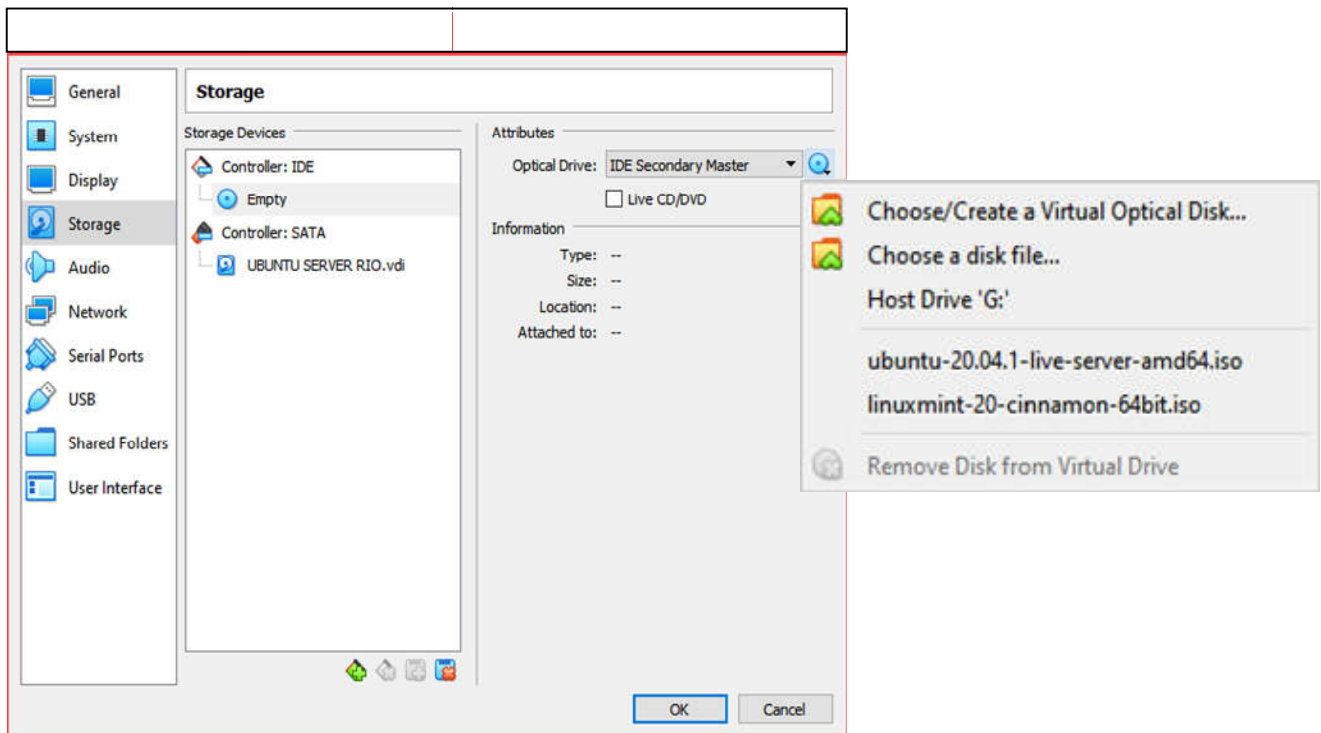 General
System
Display
Storage
Audio
Network
Serial Ports
USB
Shared Folders
User Interface
Storage
Storage Devices
Controller: IDE
Empty
Controller: SATA
UBUNTU SERVER RIO.vdi
Attributes
Optical Drive: IDE Secondary Master
Live CD/DVD
Information
Type: --
Size: --
Location: --
Attached to: --
Choose/Create a Virtual Optical Disk...
Choose a disk file...
Host Drive 'G:'
ubuntu-20.04.1-live-server-amd64.iso
linuxmint-20-cinnamon-64bit.iso
Remove Disk from Virtual Drive
OK Cancel